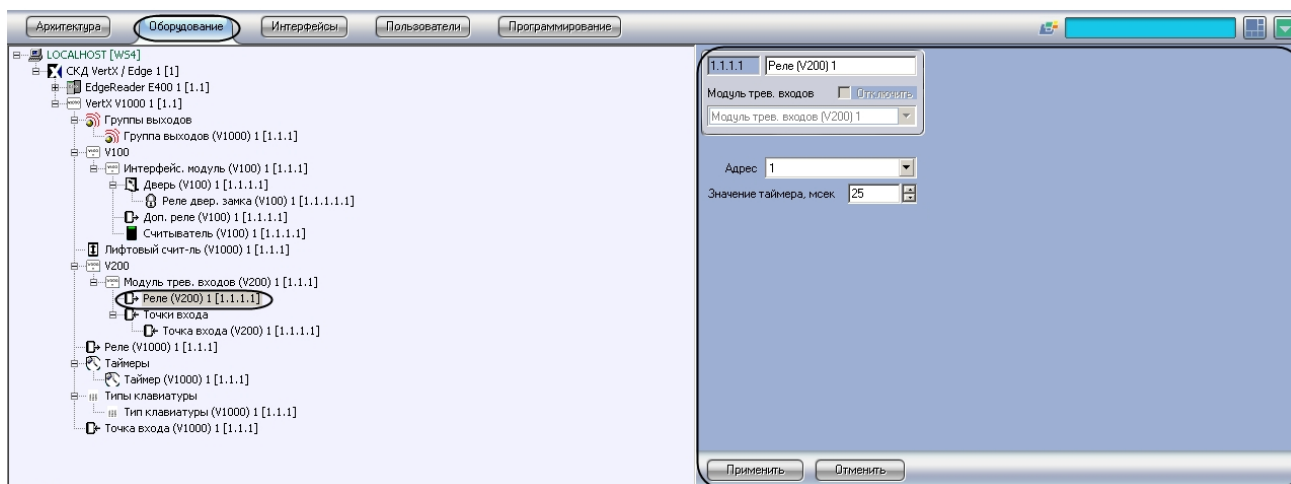 Архитектура Оборудование Интерфейсы Пользователи Программирование
LOCALHOST [WS4]
СКД VertX / Edge 1 [1]
EdgeReader E400 1 [1.1]
VertX V1000 1 [1.1]
Группы выходов
Группа выходов (V1000) 1 [1.1.1]
V100
Интерфейс. модуль (V100) 1 [1.1.1]
Дверь (V100) 1 [1.1.1.1]
Реле двер. замка (V100) 1 [1.1.1.1.1]
Доп. реле (V100) 1 [1.1.1.1]
Считыватель (V100) 1 [1.1.1.1]
Лифтовый счит-ль (V1000) 1 [1.1.1]
V200
Модуль трев. входов (V200) 1 [1.1.1]
Реле (V200) 1 [1.1.1.1]
Точки входа
Точка входа (V200) 1 [1.1.1.1]
Реле (V1000) 1 [1.1.1]
Таймеры
Таймер (V1000) 1 [1.1.1]
Типы клавиатуры
Тип клавиатуры (V1000) 1 [1.1.1]
Точка входа (V1000) 1 [1.1.1]
1.1.1.1 Реле (V200) 1
Модуль трев. входов Отключить
Модуль трев. входов (V200) 1
Адрес 1
Значение таймера, мсек 25
Применить Отменить